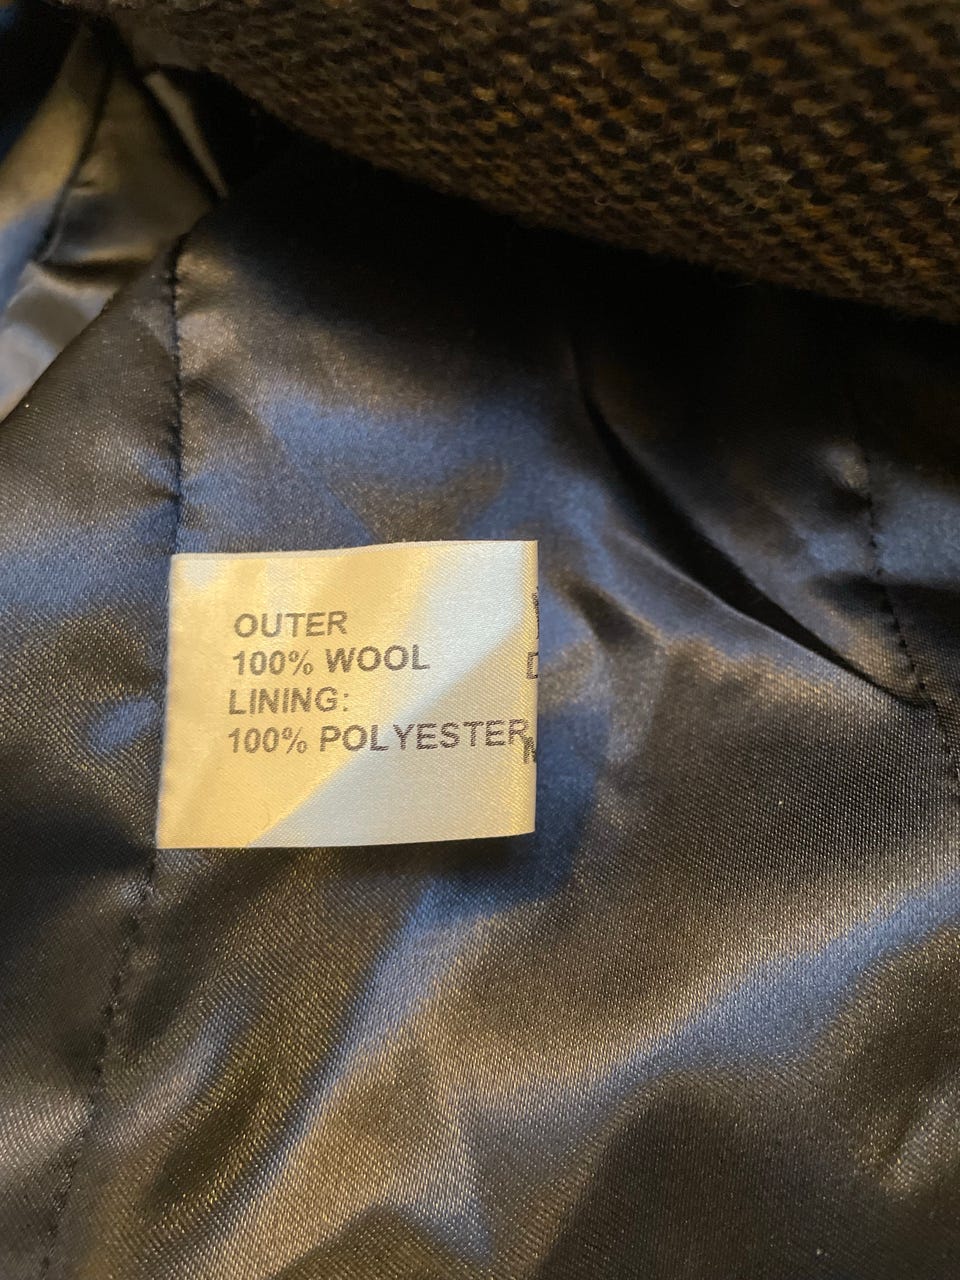 OUTER
100% WOOL
LINING:
100% POLYESTER